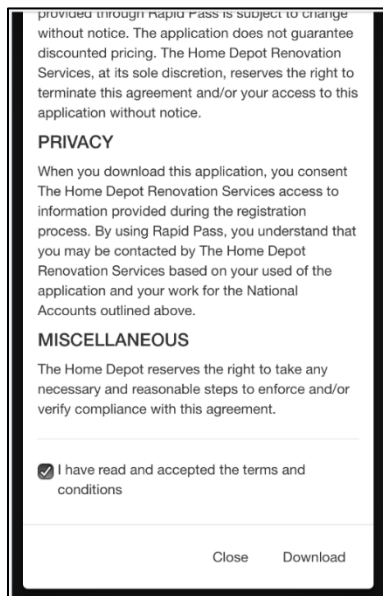 provided through Rapid Pass is subject to change
without notice. The application does not guarantee
discounted pricing. The Home Depot Renovation
Services, at its sole discretion, reserves the right to
terminate this agreement and/or your access to this
application without notice.
PRIVACY
When you download this application, you consent
The Home Depot Renovation Services access to
information provided during the registration
process. By using Rapid Pass, you understand that
you may be contacted by The Home Depot
Renovation Services based on your used of the
application and your work for the National
Accounts outlined above.
MISCELLANEOUS
The Home Depot reserves the right to take any
necessary and reasonable steps to enforce and/or
verify compliance with this agreement.
I have read and accepted the terms and
conditions
Close Download